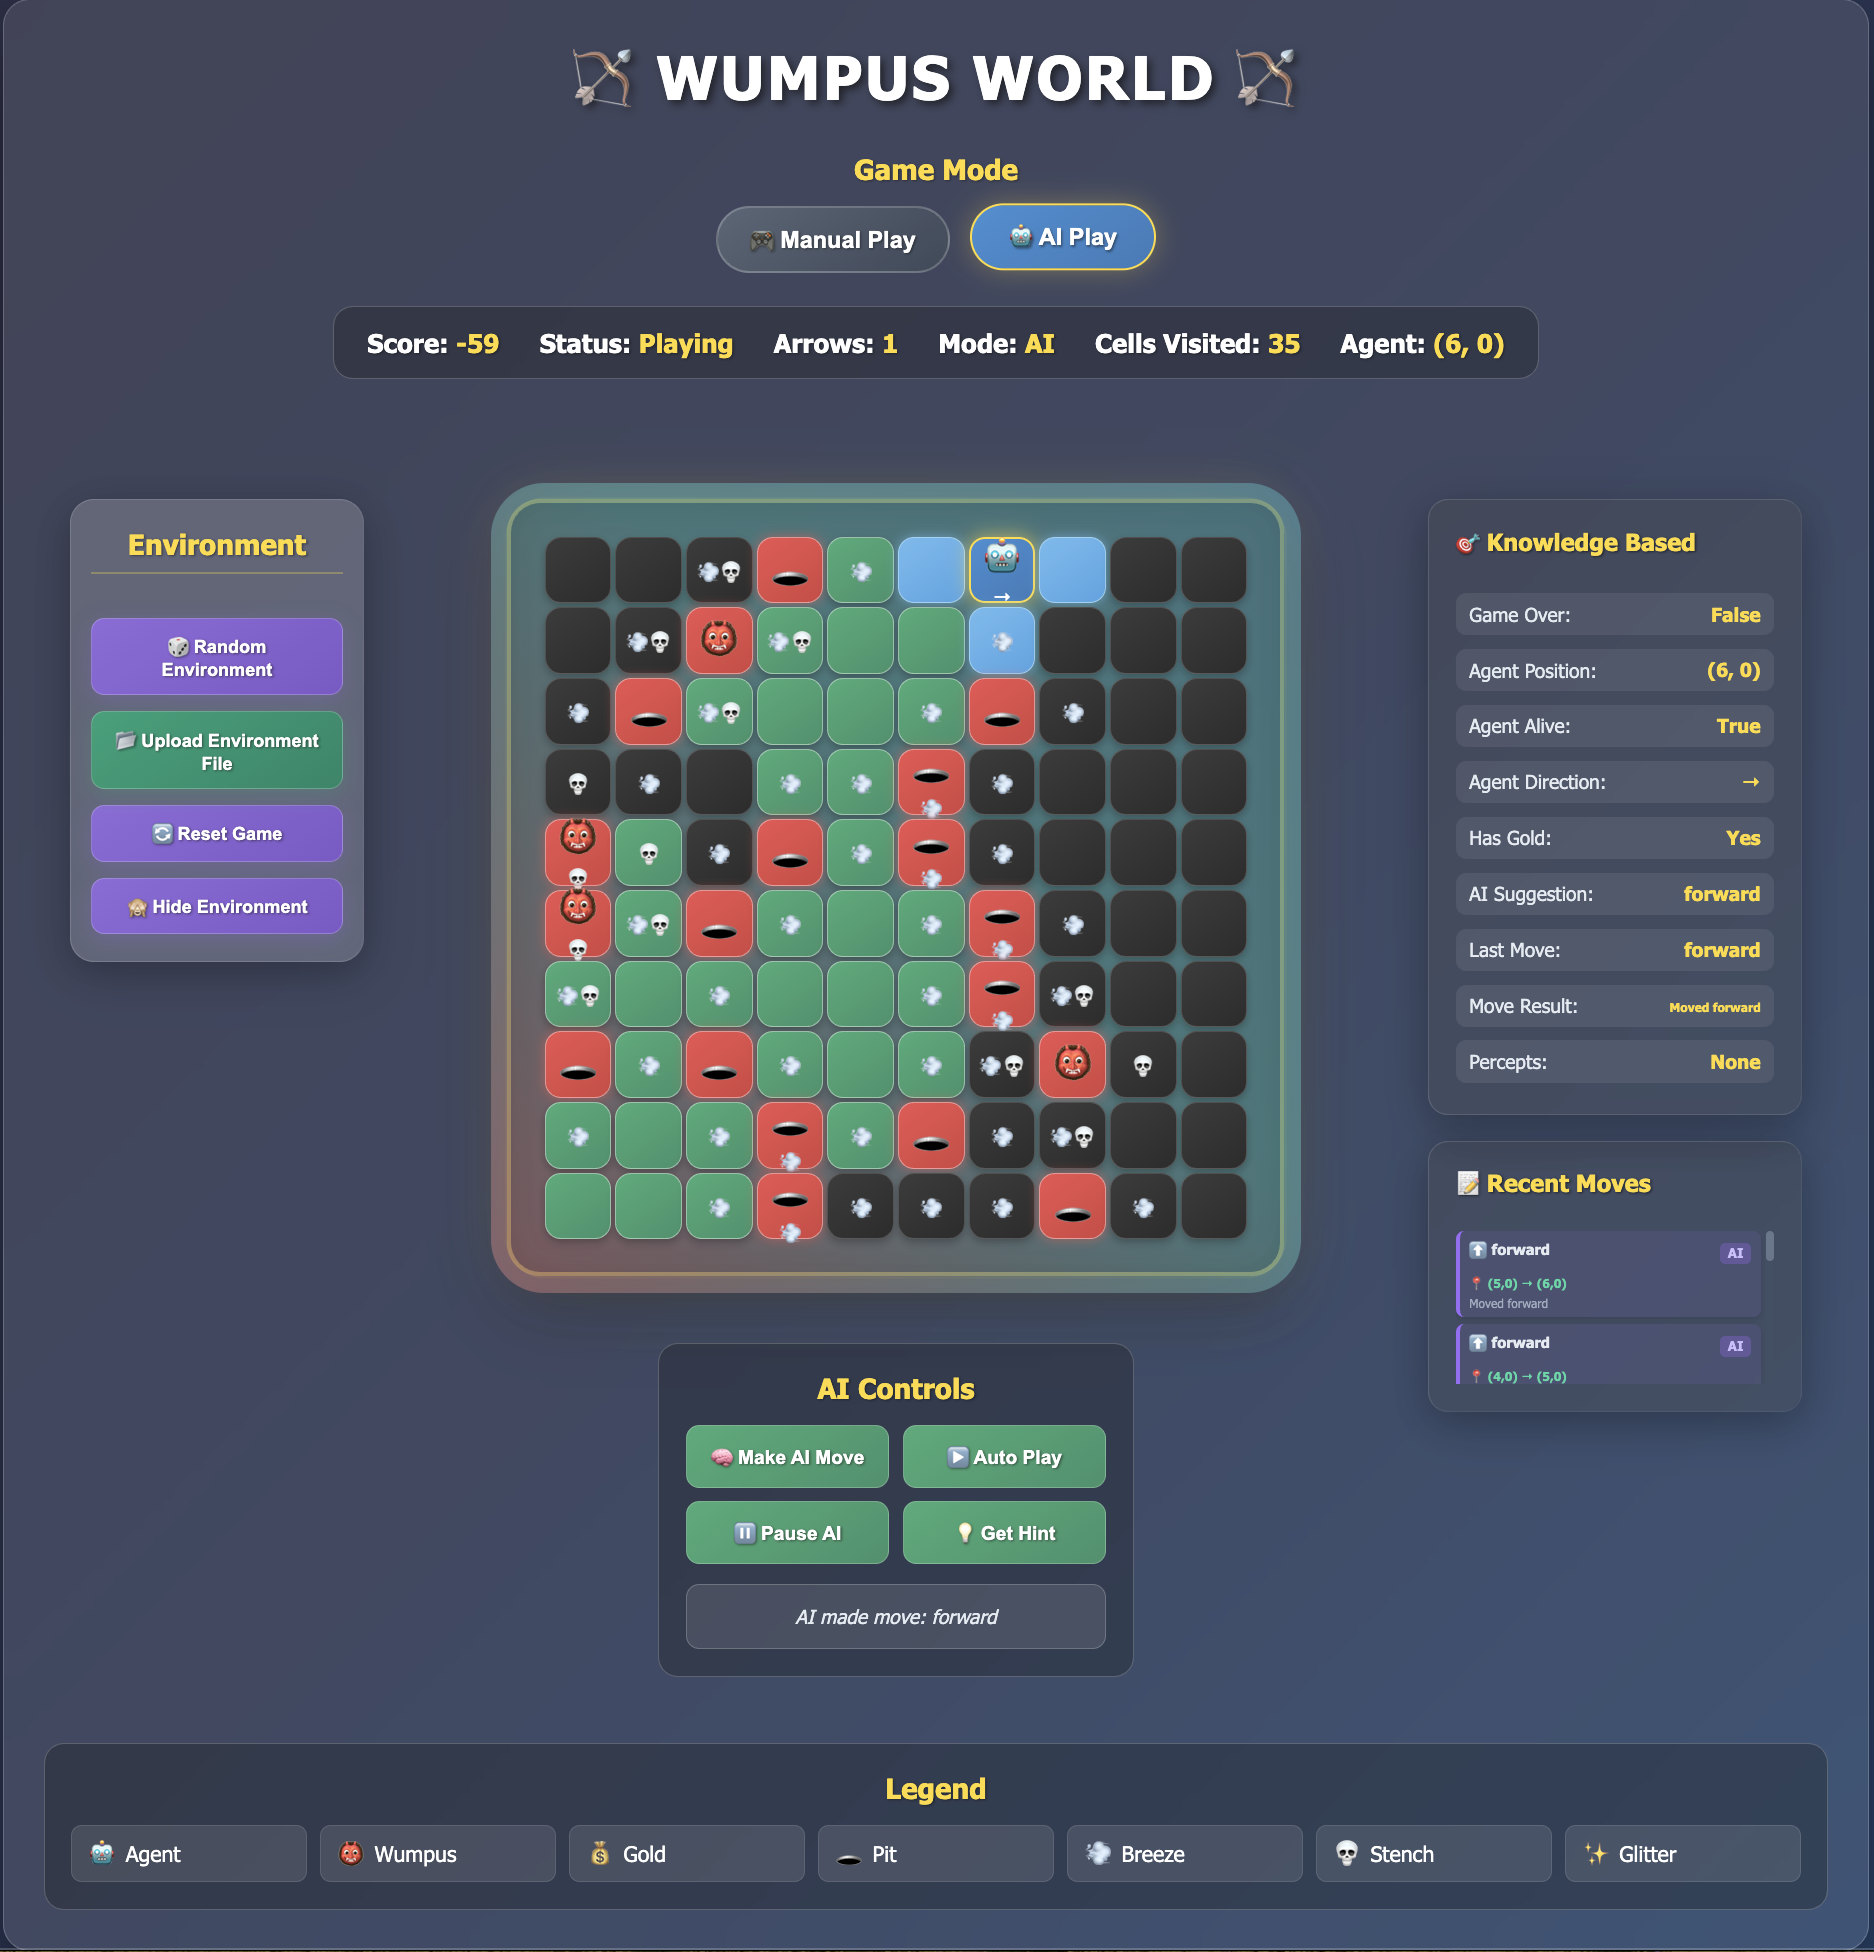 🏹 WUMPUS WORLD 🏹
Game Mode
🎮 Manual Play
🤖 AI Play
Score: -59 Status: Playing Arrows: 1 Mode: AI Cells Visited: 35 Agent: (6, 0)
Environment
🎲 Random
Environment
📂 Upload Environment
File
🔄 Reset Game
🙈 Hide Environment
→
🎯 Knowledge Based
Game Over: False
Agent Position: (6, 0)
Agent Alive: True
Agent Direction: →
Has Gold: Yes
AI Suggestion: forward
Last Move: forward
Move Result: Moved forward
Percepts: None
📝 Recent Moves
⬆️ forward AI
📍 (5,0) → (6,0)
Moved forward
⬆️ forward AI
📍 (4,0) → (5,0)
AI Controls
🧠 Make AI Move
▶️ Auto Play
⏸️ Pause AI
💡 Get Hint
AI made move: forward
Legend
🤖 Agent
👹 Wumpus
💰 Gold
🕳️ Pit
💨 Breeze
💀 Stench
✨ Glitter